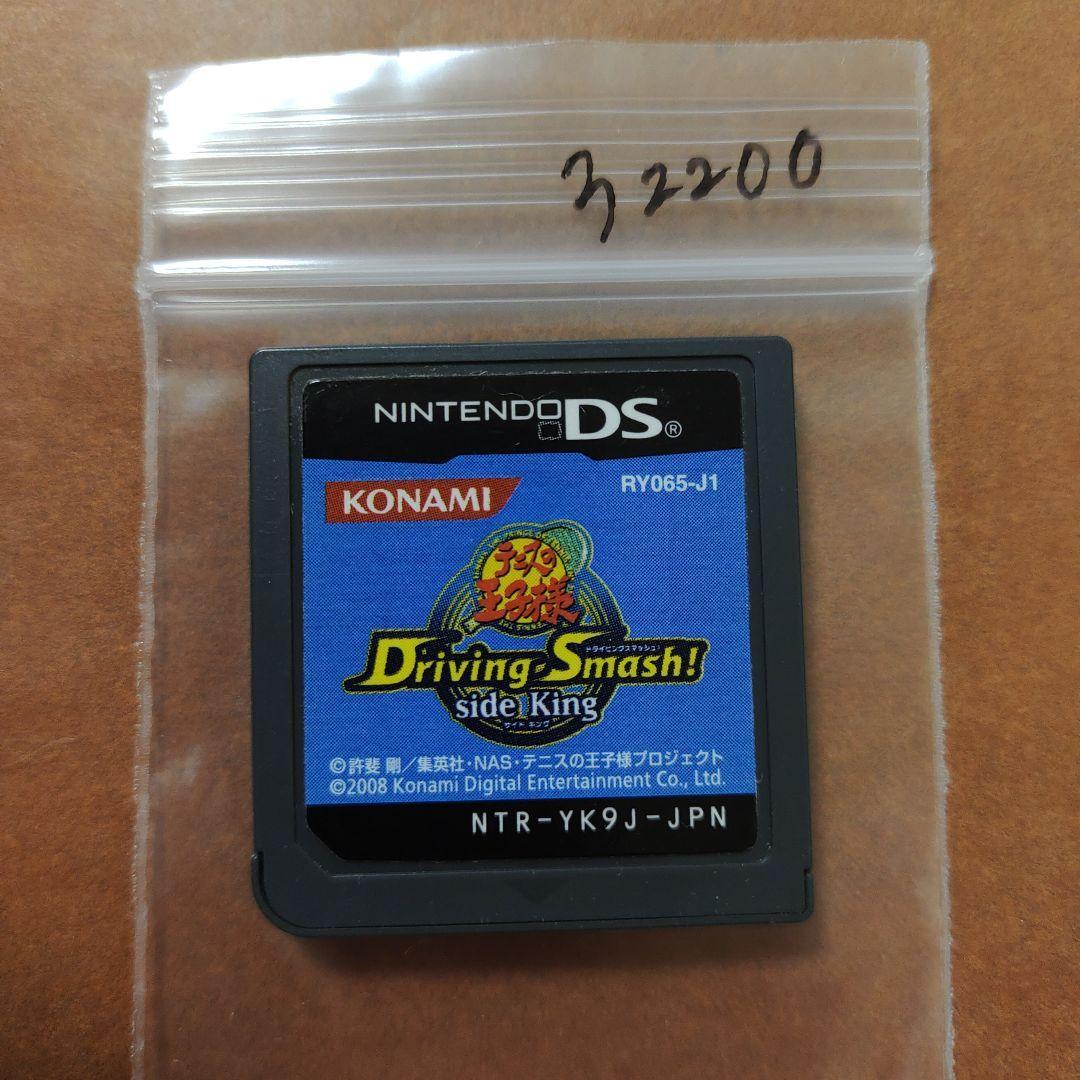 32200
NINTENDO DS®
KONAMI
RY065-J1
テニスの
王子様
ドライビングスマッシュ!
Driving Smash!
side King
サイド キング
©許斐 剛/集英社・NAS・テニスの王子様プロジェクト
©2008 Konami Digital Entertainment Co., Ltd.
NTR-YK9J-JPN